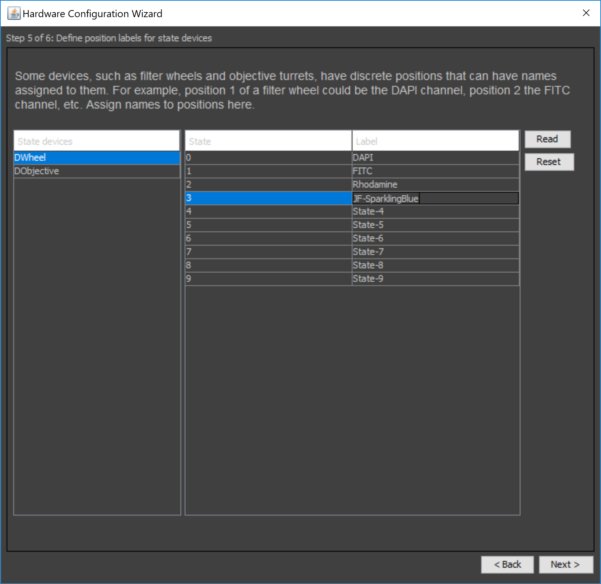 Hardware Configuration Wizard
Step 5 of 6: Define position labels for state devices
Some devices, such as filter wheels and objective turrets, have discrete positions that can have names
assigned to them. For example, position 1 of a filter wheel could be the DAPI channel, position 2 the FITC
channel, etc. Assign names to positions here.
State devices State Label Read
DWheel 0 DAPI
DObjective 1 FITC Reset
2 Rhodamine
3 JF-SparklingBlue
4 State-4
5 State-5
6 State-6
7 State-7
8 State-8
9 State-9
< Back Next >